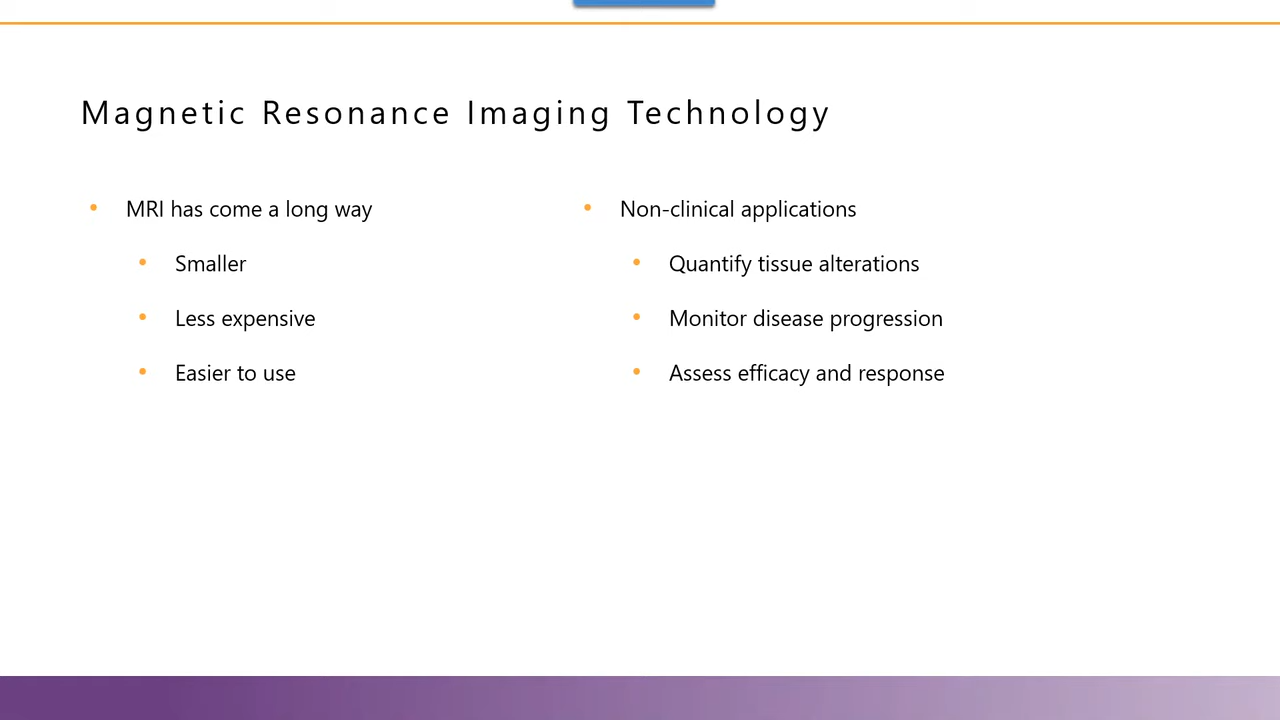 Magnetic Resonance Imaging Technology
MRI has come a long way
Smaller
Less expensive
Easier to use
Non-clinical applications
Quantify tissue alterations
Monitor disease progression
Assess efficacy and response